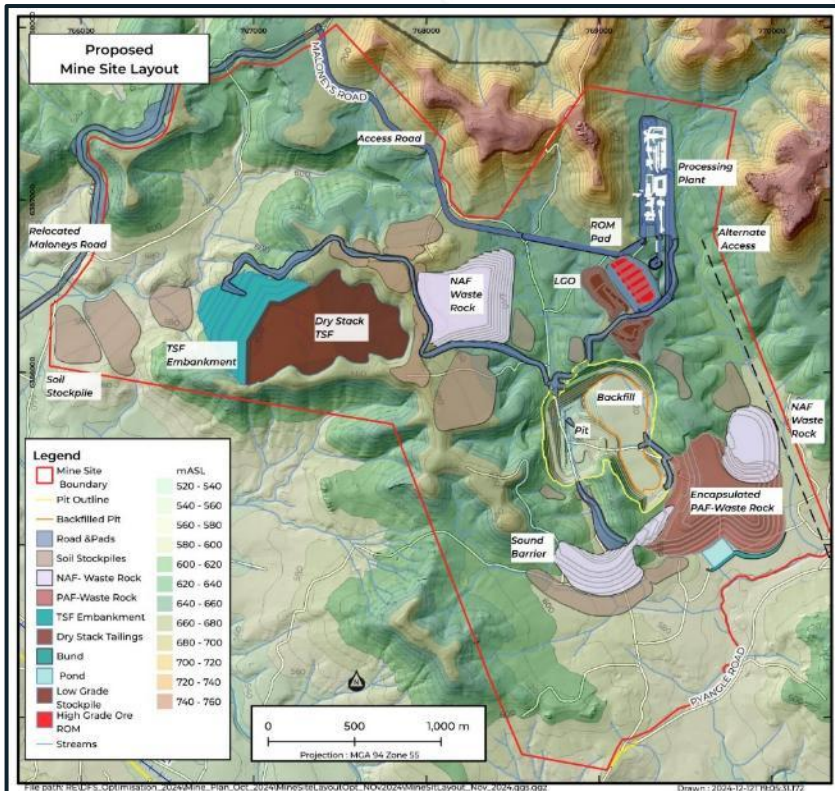 Proposed
Mine Site Layout
766000
767000
768000
769000
770000
MALONEYS ROAD
Access Road
Processing
Plant
Relocated
Maloneys Road
ROM
Pad
Alternate
Access
LGO
NAF
Waste
Rock
Dry Stack
TSF
TSF
Embankment
Soil
Stockpile
Backfill
Pit
NAF
Waste
Rock
Encapsulated
PAF-Waste Rock
Sound
Barrier
PYANGLE ROAD
Legend
Mine Site
Boundary
Pit Outline
Backfilled Pit
Road &Pads
Soil Stockpiles
NAF- Waste Rock
PAF-Waste Rock
TSF Embankment
Dry Stack Tailings
Bund
Pond
Low Grade
Stockpile
High Grade Ore
ROM
Streams
mASL
520 - 540
540 - 560
560 - 580
580 - 600
600 - 620
620 - 640
640 - 660
660 - 680
680 - 700
700 - 720
720 - 740
740 - 760
N
0 500 1,000 m
Projection : MGA 94 Zone 55